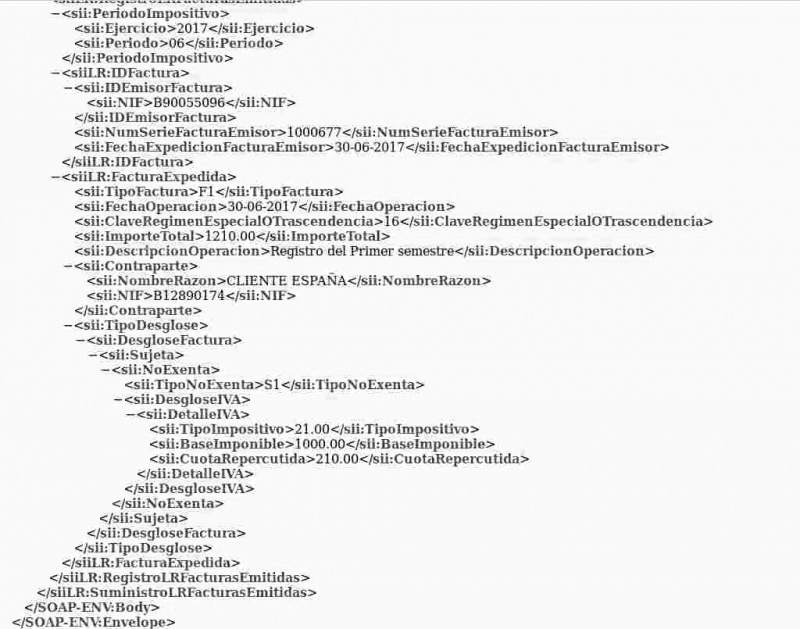 −<sii:PeriodoImpositivo>
<sii:Ejercicio>2017</sii:Ejercicio>
<sii:Periodo>06</sii:Periodo>
</sii:PeriodoImpositivo>
−<siiLR:IDFactura>
−<sii:IDEmisorFactura>
<sii:NIF>B90055096</sii:NIF>
</sii:IDEmisorFactura>
<sii:NumSerieFacturaEmisor>1000677</sii:NumSerieFacturaEmisor>
<sii:FechaExpedicionFacturaEmisor>30-06-2017</sii:FechaExpedicionFacturaEmisor>
</siiLR:IDFactura>
−<siiLR:FacturaExpedida>
<sii:TipoFactura>F1</sii:TipoFactura>
<sii:FechaOperacion>30-06-2017</sii:FechaOperacion>
<sii:ClaveRegimenEspecialOTrascendencia>16</sii:ClaveRegimenEspecialOTrascendencia>
<sii:ImporteTotal>1210.00</sii:ImporteTotal>
<sii:DescripcionOperacion>Registro del Primer semestre</sii:DescripcionOperacion>
−<sii:Contraparte>
<sii:NombreRazon>CLIENTE ESPAÑA</sii:NombreRazon>
<sii:NIF>B12890174</sii:NIF>
</sii:Contraparte>
−<sii:TipoDesglose>
−<sii:DesgloseFactura>
−<sii:Sujeta>
−<sii:NoExenta>
<sii:TipoNoExenta>S1</sii:TipoNoExenta>
−<sii:DesgloseIVA>
−<sii:DetalleIVA>
<sii:TipoImpositivo>21.00</sii:TipoImpositivo>
<sii:BaseImponible>1000.00</sii:BaseImponible>
<sii:CuotaRepercutida>210.00</sii:CuotaRepercutida>
</sii:DetalleIVA>
</sii:DesgloseIVA>
</sii:NoExenta>
</sii:Sujeta>
</sii:DesgloseFactura>
</sii:TipoDesglose>
</siiLR:FacturaExpedida>
</siiLR:RegistroLRFacturasEmitidas>
</siiLR:SuministroLRFacturasEmitidas>
</SOAP-ENV:Body>
</SOAP-ENV:Envelope>